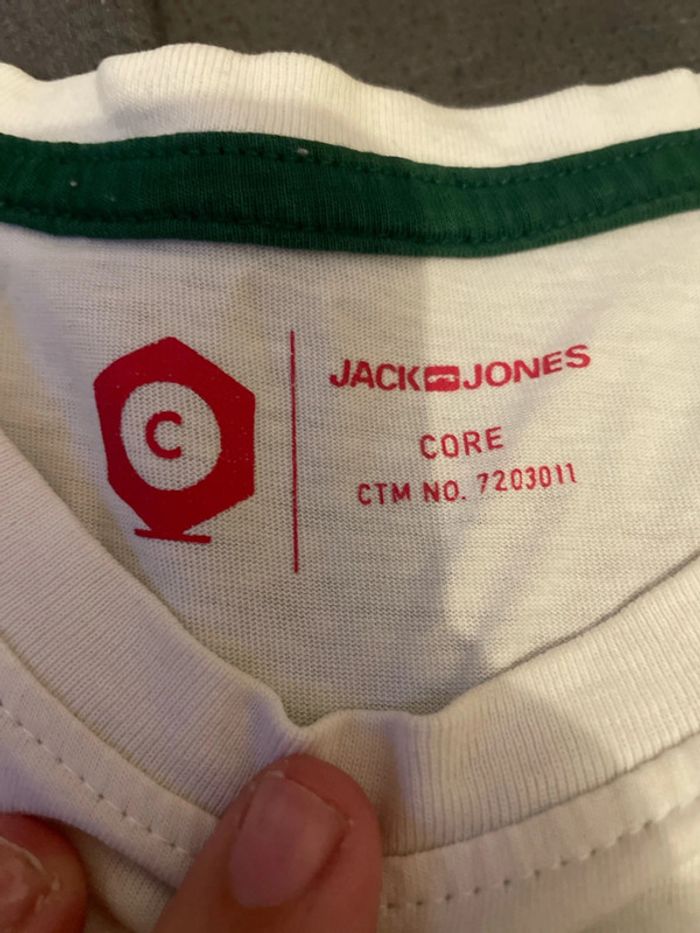 C
JACK JONES
CORE
CTM NO. 7203011